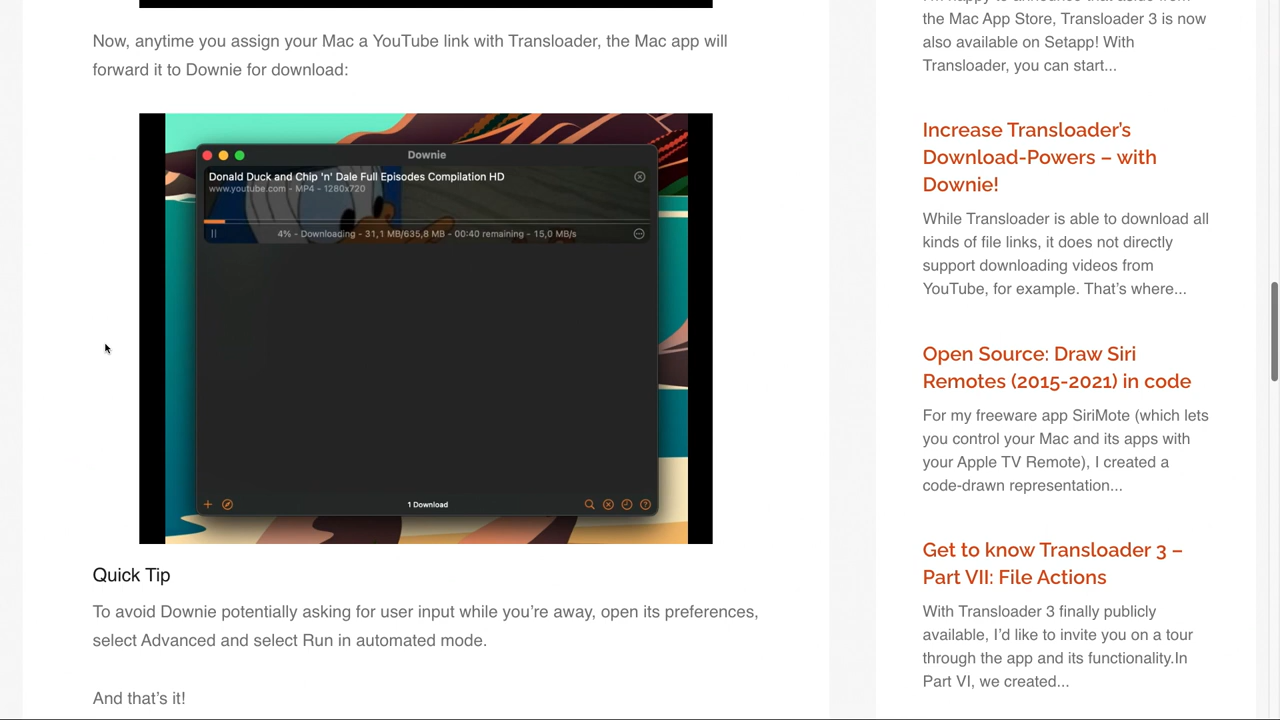 Now, anytime you assign your Mac a YouTube link with Transloader, the Mac app will
forward it to Downie for download:
Downie
Donald Duck and Chip 'n' Dale Full Episodes Compilation HD
www.youtube.com - MP4 - 1280x720
4% - Downloading - 31,1 MB/635,8 MB - 00:40 remaining - 15,0 MB/s
1 Download
Quick Tip
To avoid Downie potentially asking for user input while you’re away, open its preferences,
select Advanced and select Run in automated mode.
And that’s it!
the Mac App Store, Transloader 3 is now
also available on Setapp! With
Transloader, you can start...
Increase Transloader’s
Download-Powers – with
Downie!
While Transloader is able to download all
kinds of file links, it does not directly
support downloading videos from
YouTube, for example. That’s where...
Open Source: Draw Siri
Remotes (2015-2021) in code
For my freeware app SiriMote (which lets
you control your Mac and its apps with
your Apple TV Remote), I created a
code-drawn representation...
Get to know Transloader 3 –
Part VII: File Actions
With Transloader 3 finally publicly
available, I’d like to invite you on a tour
through the app and its functionality.In
Part VI, we created...